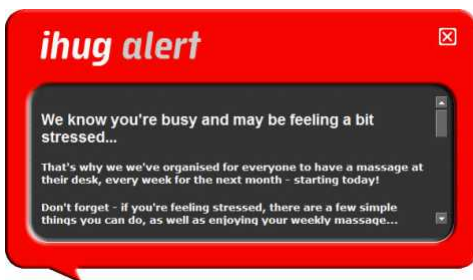 ihug alert
We know you're busy and may be feeling a bit
stressed...
That's why we we've organised for everyone to have a massage at
their desk, every week for the next month - starting today!
Don't forget - if you're feeling stressed, there are a few simple
things you can do, as well as enjoying your weekly massage...